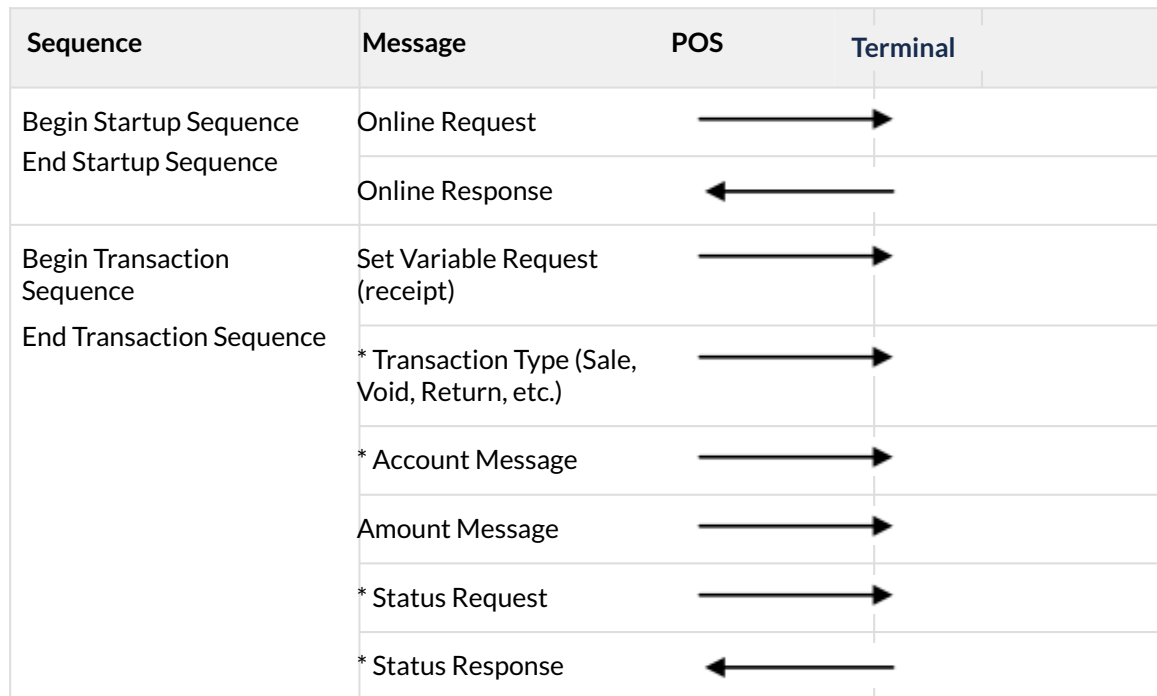 Sequence Message POS Terminal
Begin Startup Sequence
End Startup Sequence
Online Request
Online Response
Begin Transaction
Sequence
End Transaction Sequence
Set Variable Request
(receipt)
* Transaction Type (Sale,
Void, Return, etc.)
* Account Message
Amount Message
* Status Request
* Status Response